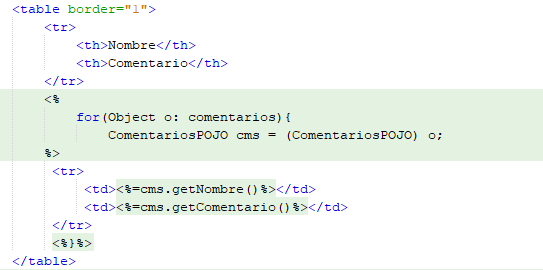 <table border="1">
<tr>
<th>Nombre</th>
<th>Comentario</th>
</tr>
<%
for(Object o: comentarios){
ComentariosPOJO cms = (ComentariosPOJO) o;
%>
<tr>
<td><%=cms.getNombre()%></td>
<td><%=cms.getComentario()%></td>
</tr>
<%}%>
</table>